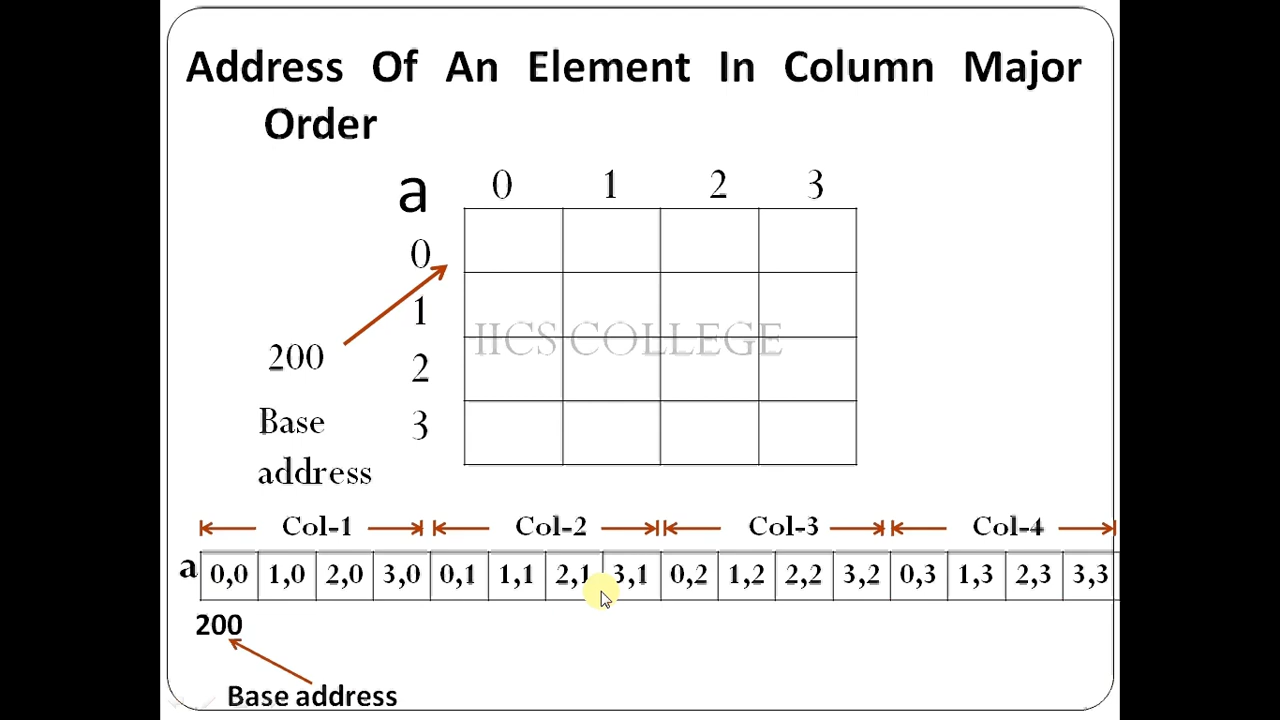 Address Of An Element In Column Major
Order
a 0 1 2 3
0
1
IICS COLLEGE
200
2
Base
3
address
Col-1 Col-2 Col-3 Col-4
a 0,0 1,0 2,0 3,0 0,1 1,1 2,1 3,1 0,2 1,2 2,2 3,2 0,3 1,3 2,3 3,3
200
Base address